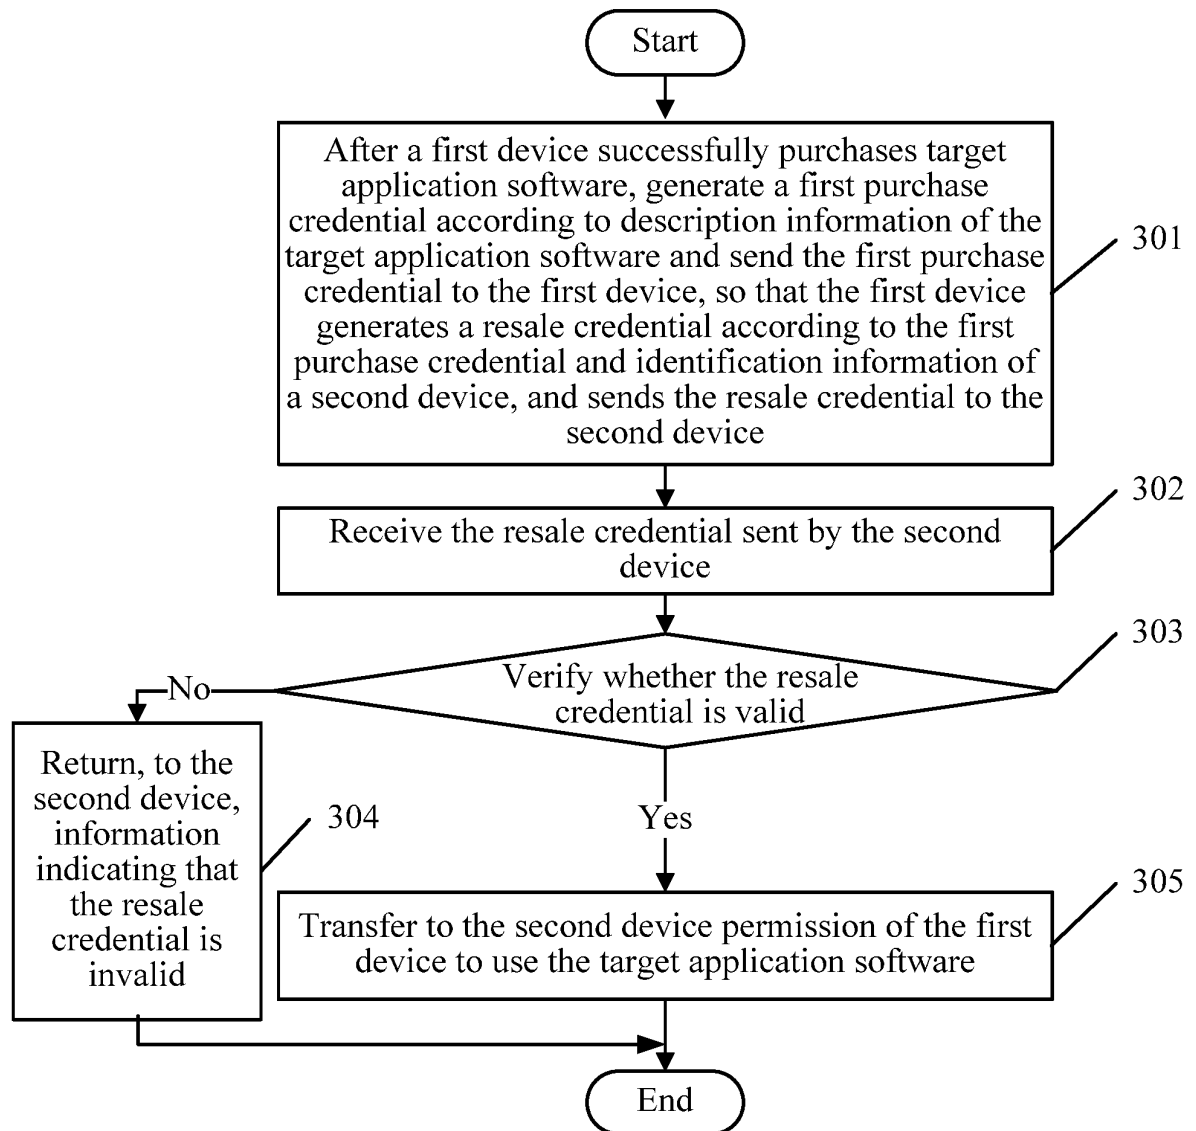 Start
After a first device successfully purchases target
application software, generate a first purchase
credential according to description information of the
target application software and send the first purchase
credential to the first device, so that the first device
generates a resale credential according to the first
purchase credential and identification information of
a second device, and sends the resale credential to the
second device
301
Receive the resale credential sent by the second
device
302
Verify whether the resale
credential is valid
303
No
Return, to the
second device,
information
indicating that
the resale
credential is
invalid
304
Yes
Transfer to the second device permission of the first
device to use the target application software
305
End